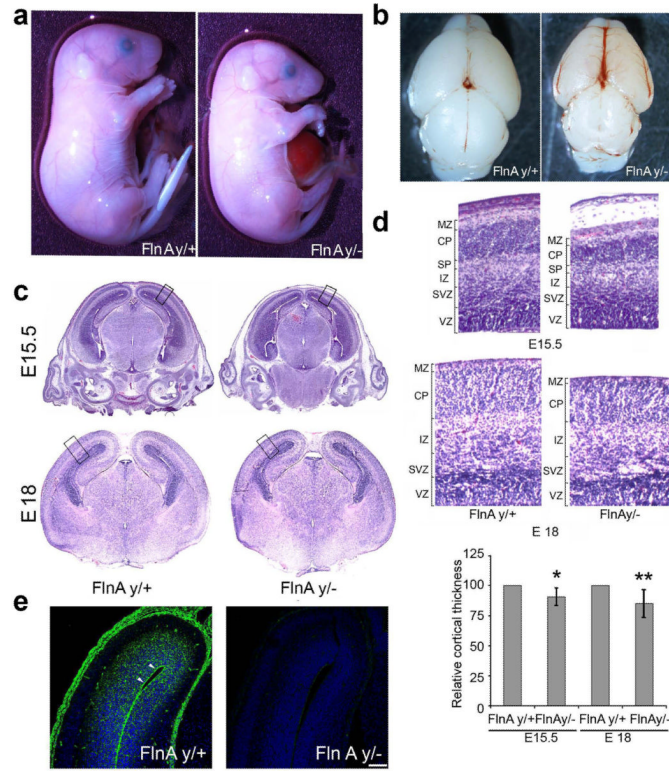 a
FlnA y/+
FlnA y/-
b
FlnA y/+
FlnAy/-
c
E15.5
E 18
FlnA y/+
FlnA y/-
d
MZ
CP
SP
IZ
SVZ
VZ
MZ
CP
SP
IZ
SVZ
VZ
E15.5
MZ
CP
IZ
SVZ
VZ
MZ
CP
IZ
SVZ
VZ
FlnA y/+
FlnAy/-
E 18
e
FlnA y/+
Fln A y/-
Relative cortical thickness
125
100
75
50
25
0
*
**
FlnA y/+
FlnAy/-
FlnA y/+
FlnAy/-
E15.5
E 18